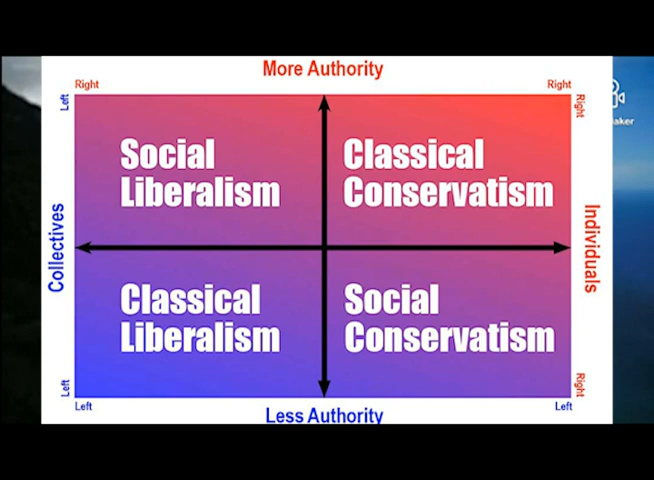 More Authority
Right
Right
Left
Right
Social
Liberalism
Classical
Conservatism
Collectives
Individuals
Classical
Liberalism
Social
Conservatism
Left
Right
Left
Left
Less Authority